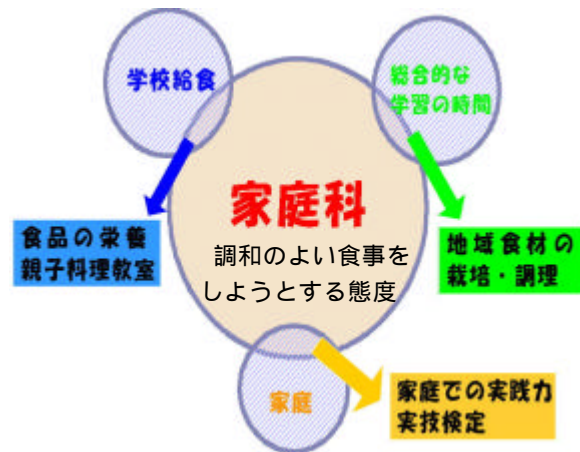 学校給食
総合的な
学習の時間
家庭科
調和のよい食事を
しようとする態度
食品の栄養
親子料理教室
地域食材の
栽培・調理
家庭
家庭での実践力
実技検定